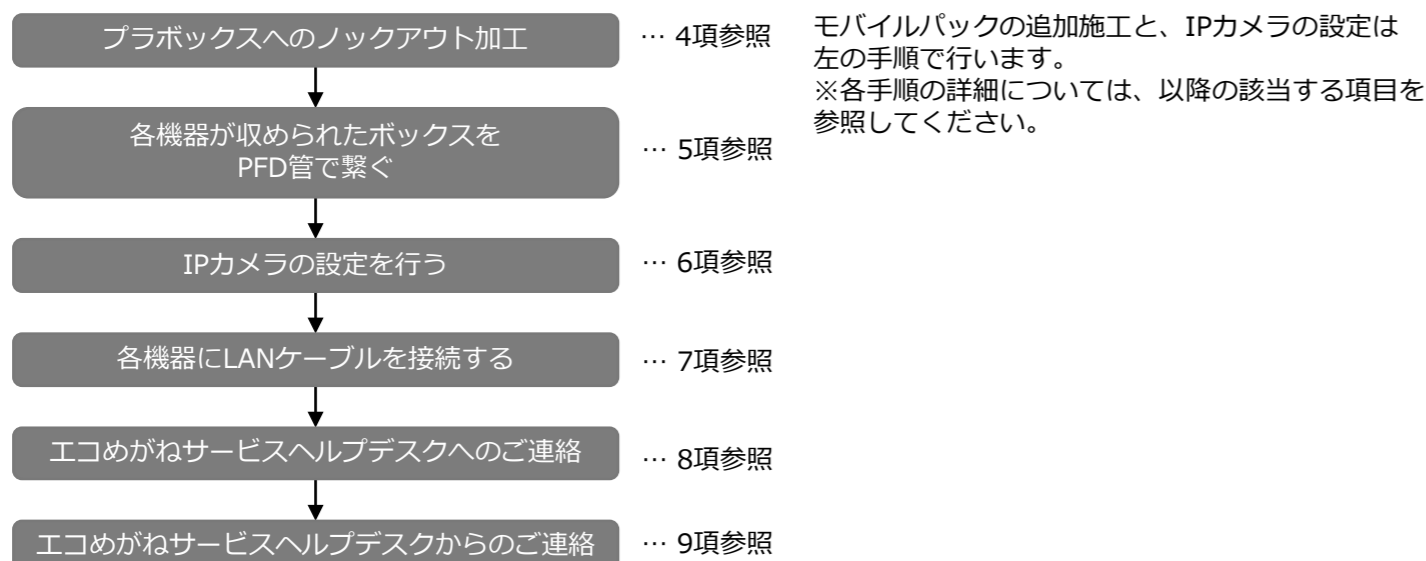 プラボックスへのノックアウト加工
… 4項参照
各機器が収められたボックスを
PFD管で繋ぐ
… 5項参照
IPカメラの設定を行う
… 6項参照
各機器にLANケーブルを接続する
… 7項参照
エコめがねサービスヘルプデスクへのご連絡
… 8項参照
エコめがねサービスヘルプデスクからのご連絡
… 9項参照
モバイルパックの追加施工と、IPカメラの設定は
左の手順で行います。
※各手順の詳細については、以降の該当する項目を
参照してください。